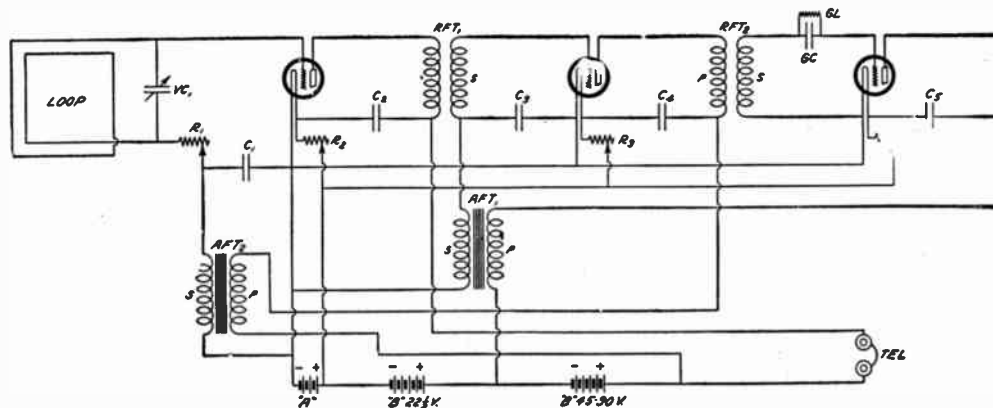 GL
RFT1
RFT2
GC
LOOP
VC1
P
S
P
S
C2
C3
C4
C5
R1
R2
R3
C1
AFT1
S
P
AFT2
S
P
TEL
- +
- +
- +
"A"
"B" 22½ V.
"B" 45-90 V.